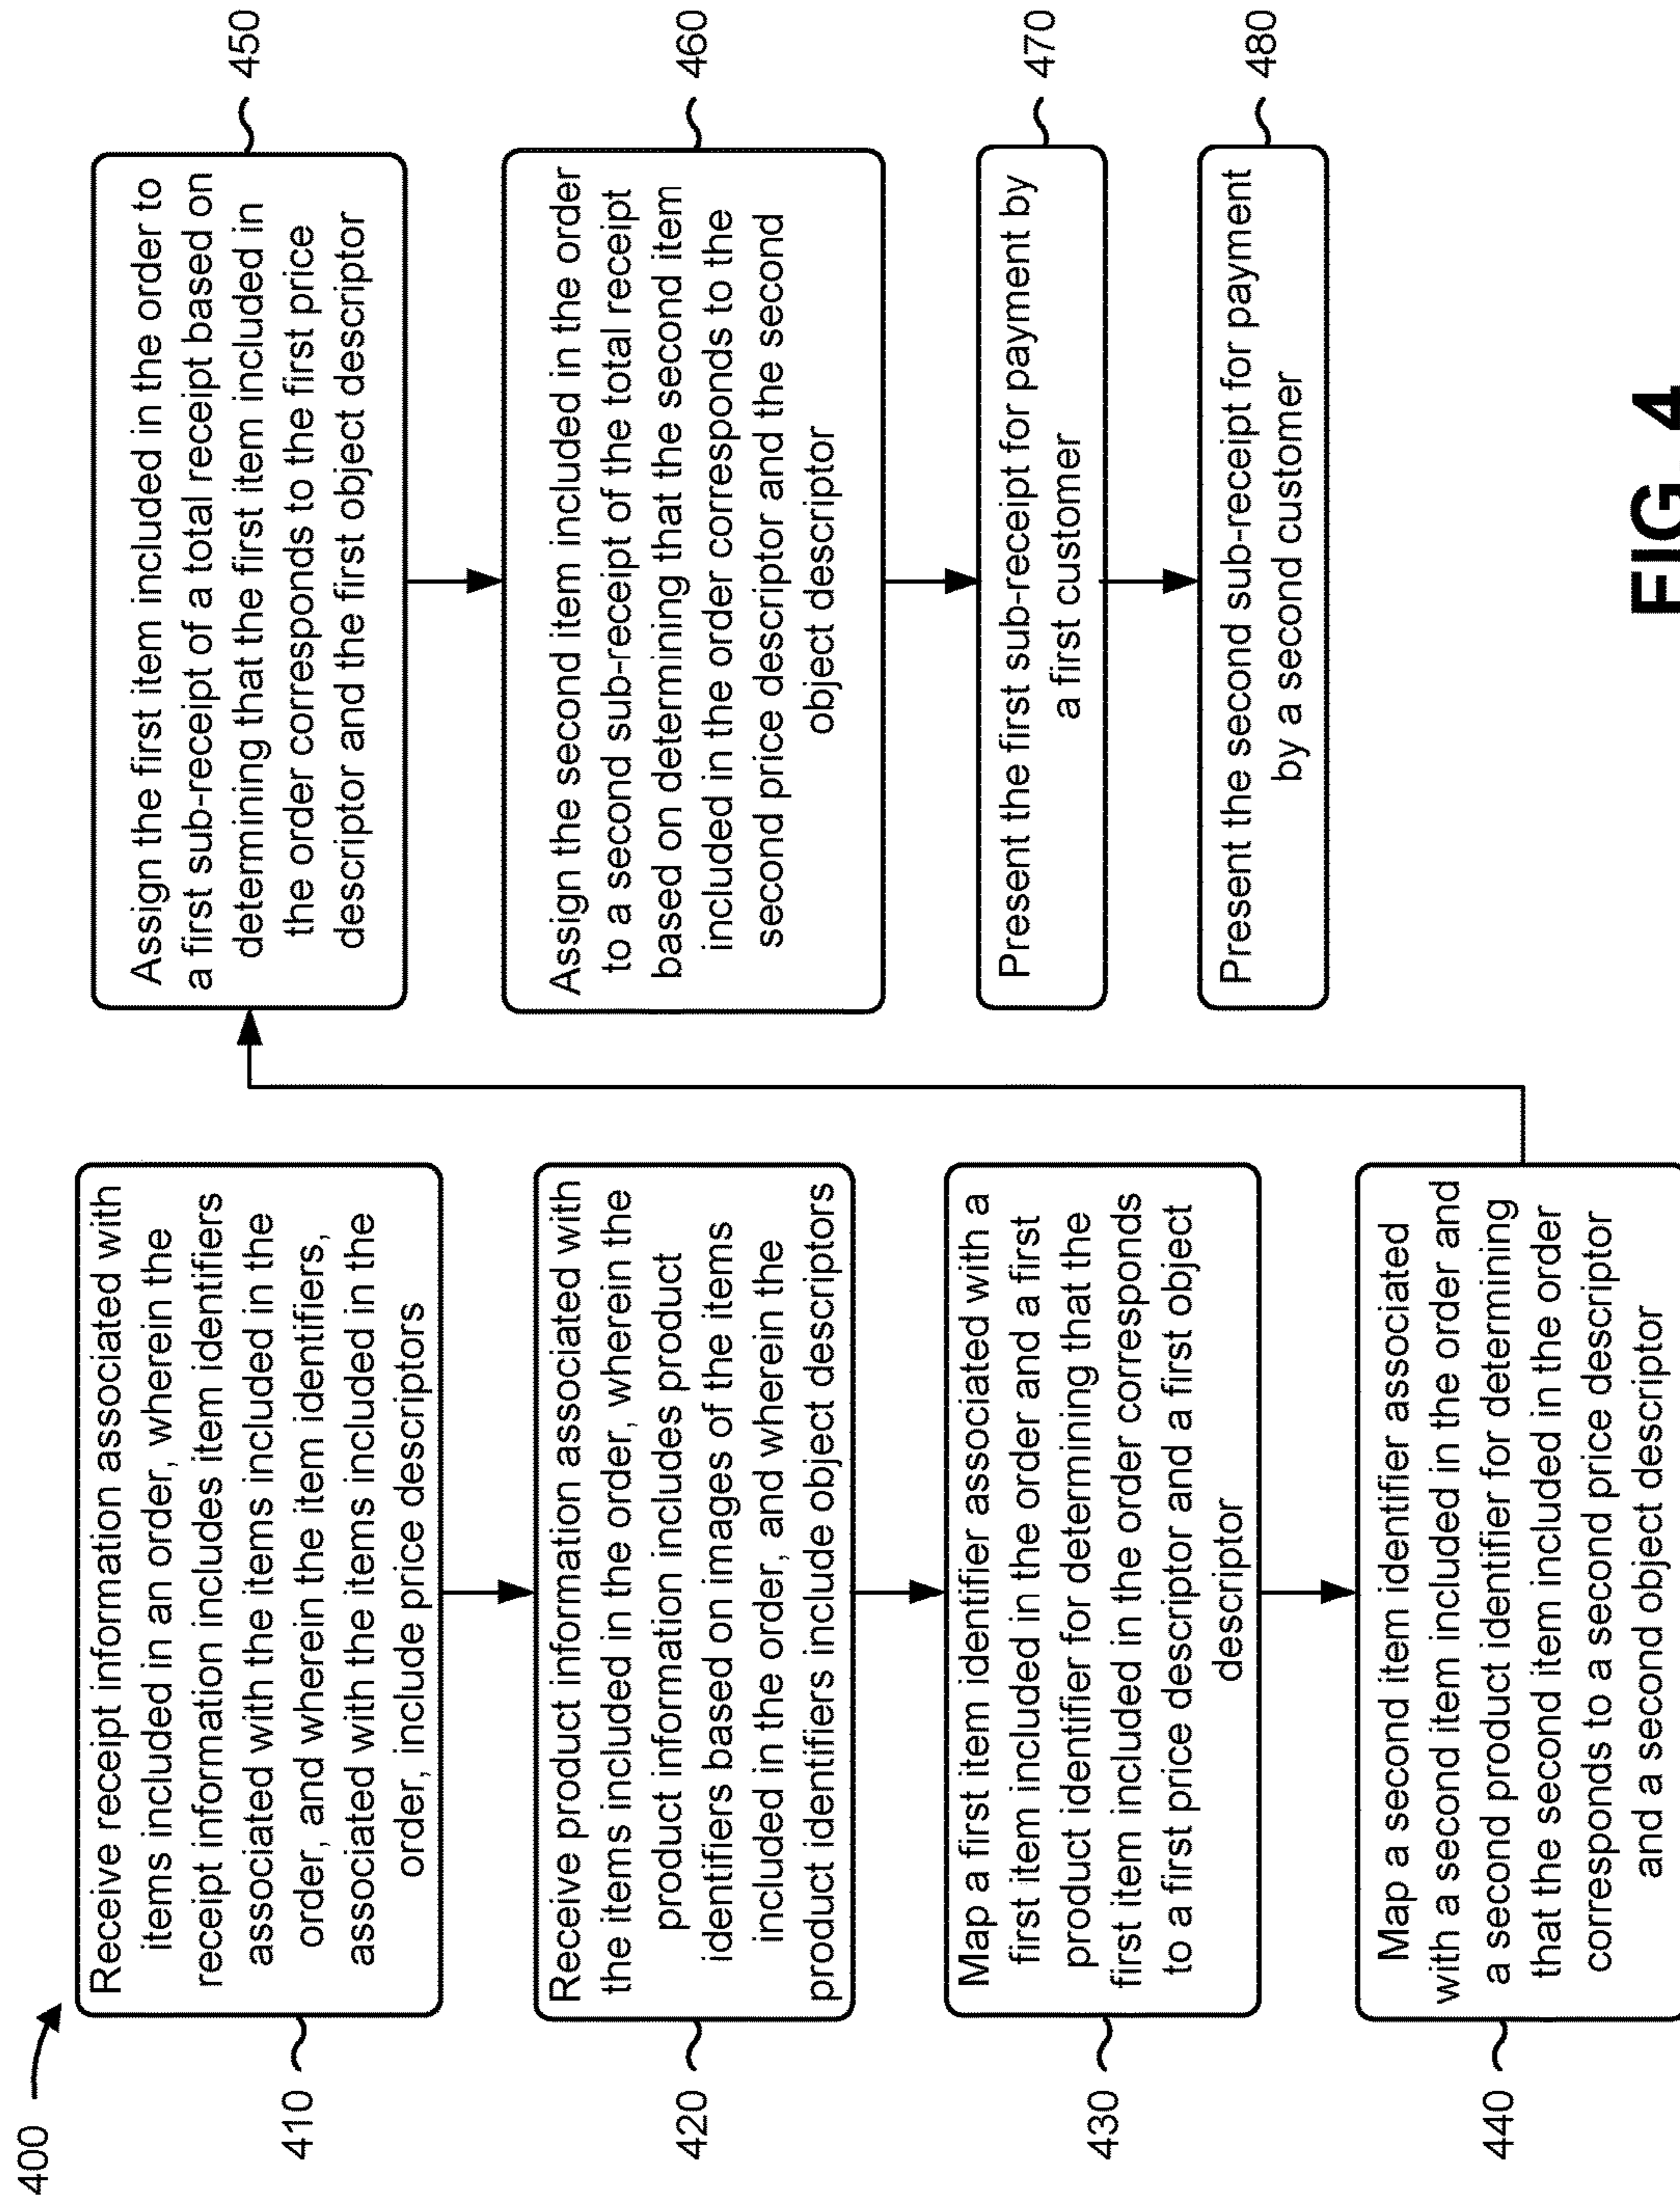 400
410
Receive receipt information associated with
items included in an order, wherein the
receipt information includes item identifiers
associated with the items included in the
order, and wherein the item identifiers,
associated with the items included in the
order, include price descriptors
420
Receive product information associated with
the items included in the order, wherein the
product information includes product
identifiers based on images of the items
included in the order, and wherein the
product identifiers include object descriptors
430
Map a first item identifier associated with a
first item included in the order and a first
product identifier for determining that the
first item included in the order corresponds
to a first price descriptor and a first object
descriptor
440
Map a second item identifier associated
with a second item included in the order and
a second product identifier for determining
that the second item included in the order
corresponds to a second price descriptor
and a second object descriptor
Assign the first item included in the order to
a first sub-receipt of a total receipt based on
determining that the first item included in
the order corresponds to the first price
descriptor and the first object descriptor
450
Assign the second item included in the order
to a second sub-receipt of the total receipt
based on determining that the second item
included in the order corresponds to the
second price descriptor and the second
object descriptor
460
Present the first sub-receipt for payment by
a first customer
470
Present the second sub-receipt for payment
by a second customer
480
FIG. 4